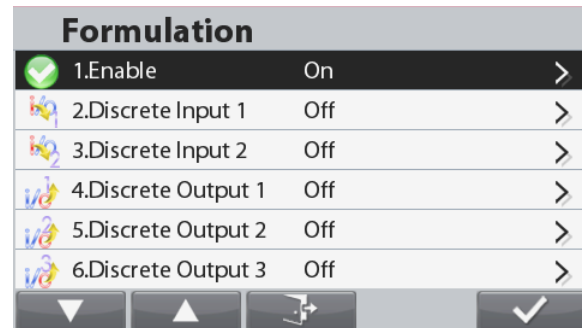 Formulation
1.Enable On
2.Discrete Input 1 Off
3.Discrete Input 2 Off
4.Discrete Output 1 Off
5.Discrete Output 2 Off
6.Discrete Output 3 Off